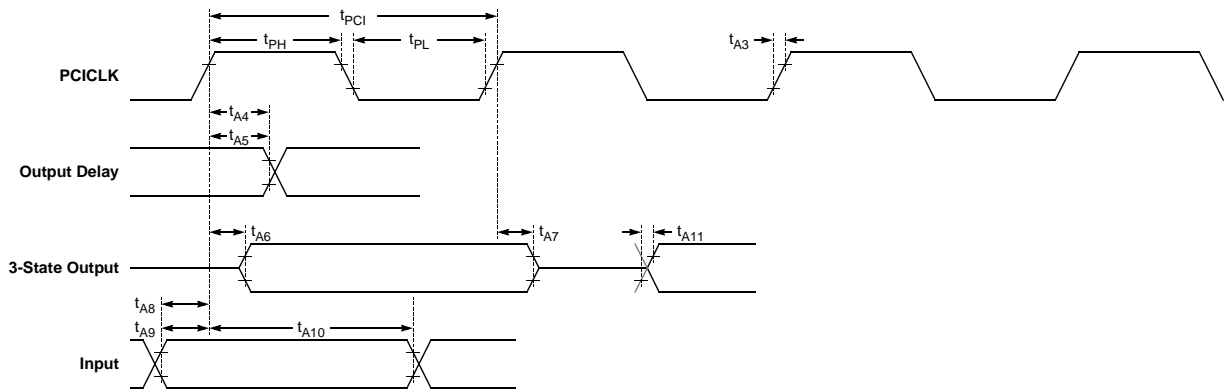 tPCI
tPH
tPL
tA3
PCICLK
tA4
tA5
Output Delay
tA6
tA7
tA11
3-State Output
tA8
tA9
tA10
Input